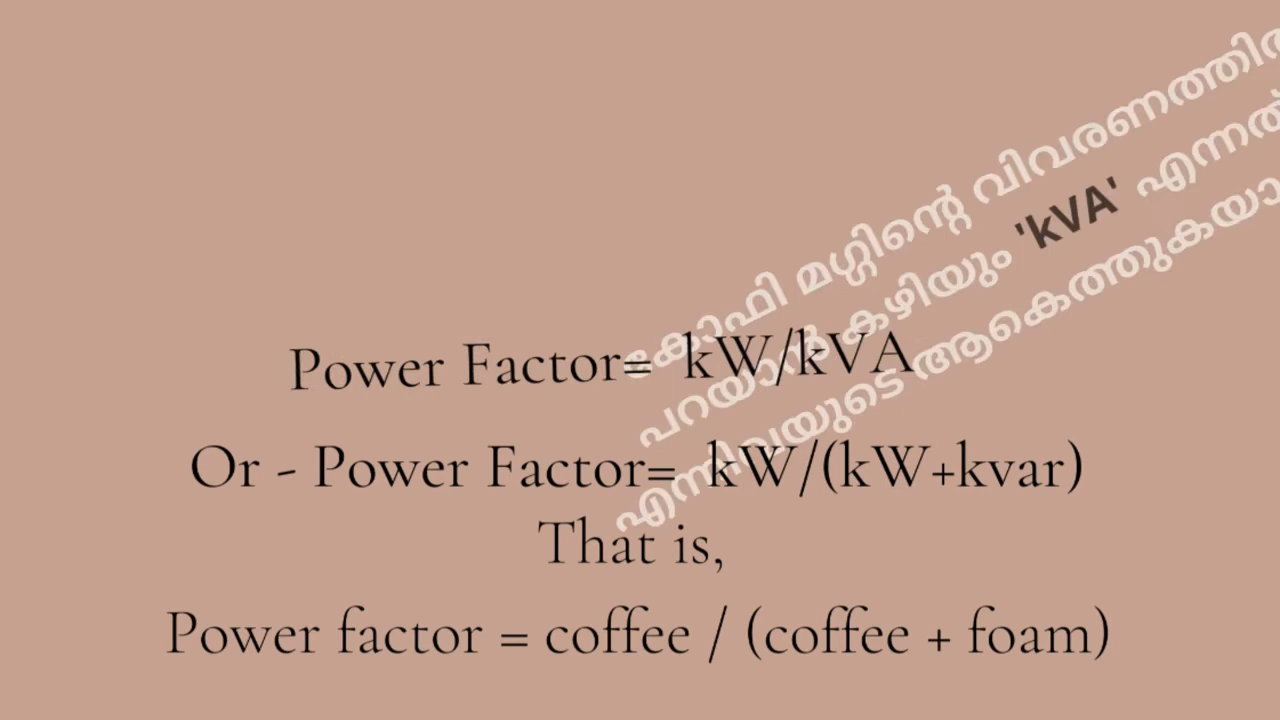 കോഫി മഗ്ഗിന്റെ
പറയാൻ കഴിയും 'kVA'
എന്നിവയുടെ
Power Factor= kW/kVA
Or - Power Factor= kW/(kW+kvar)
That is,
Power factor = coffee / (coffee + foam)